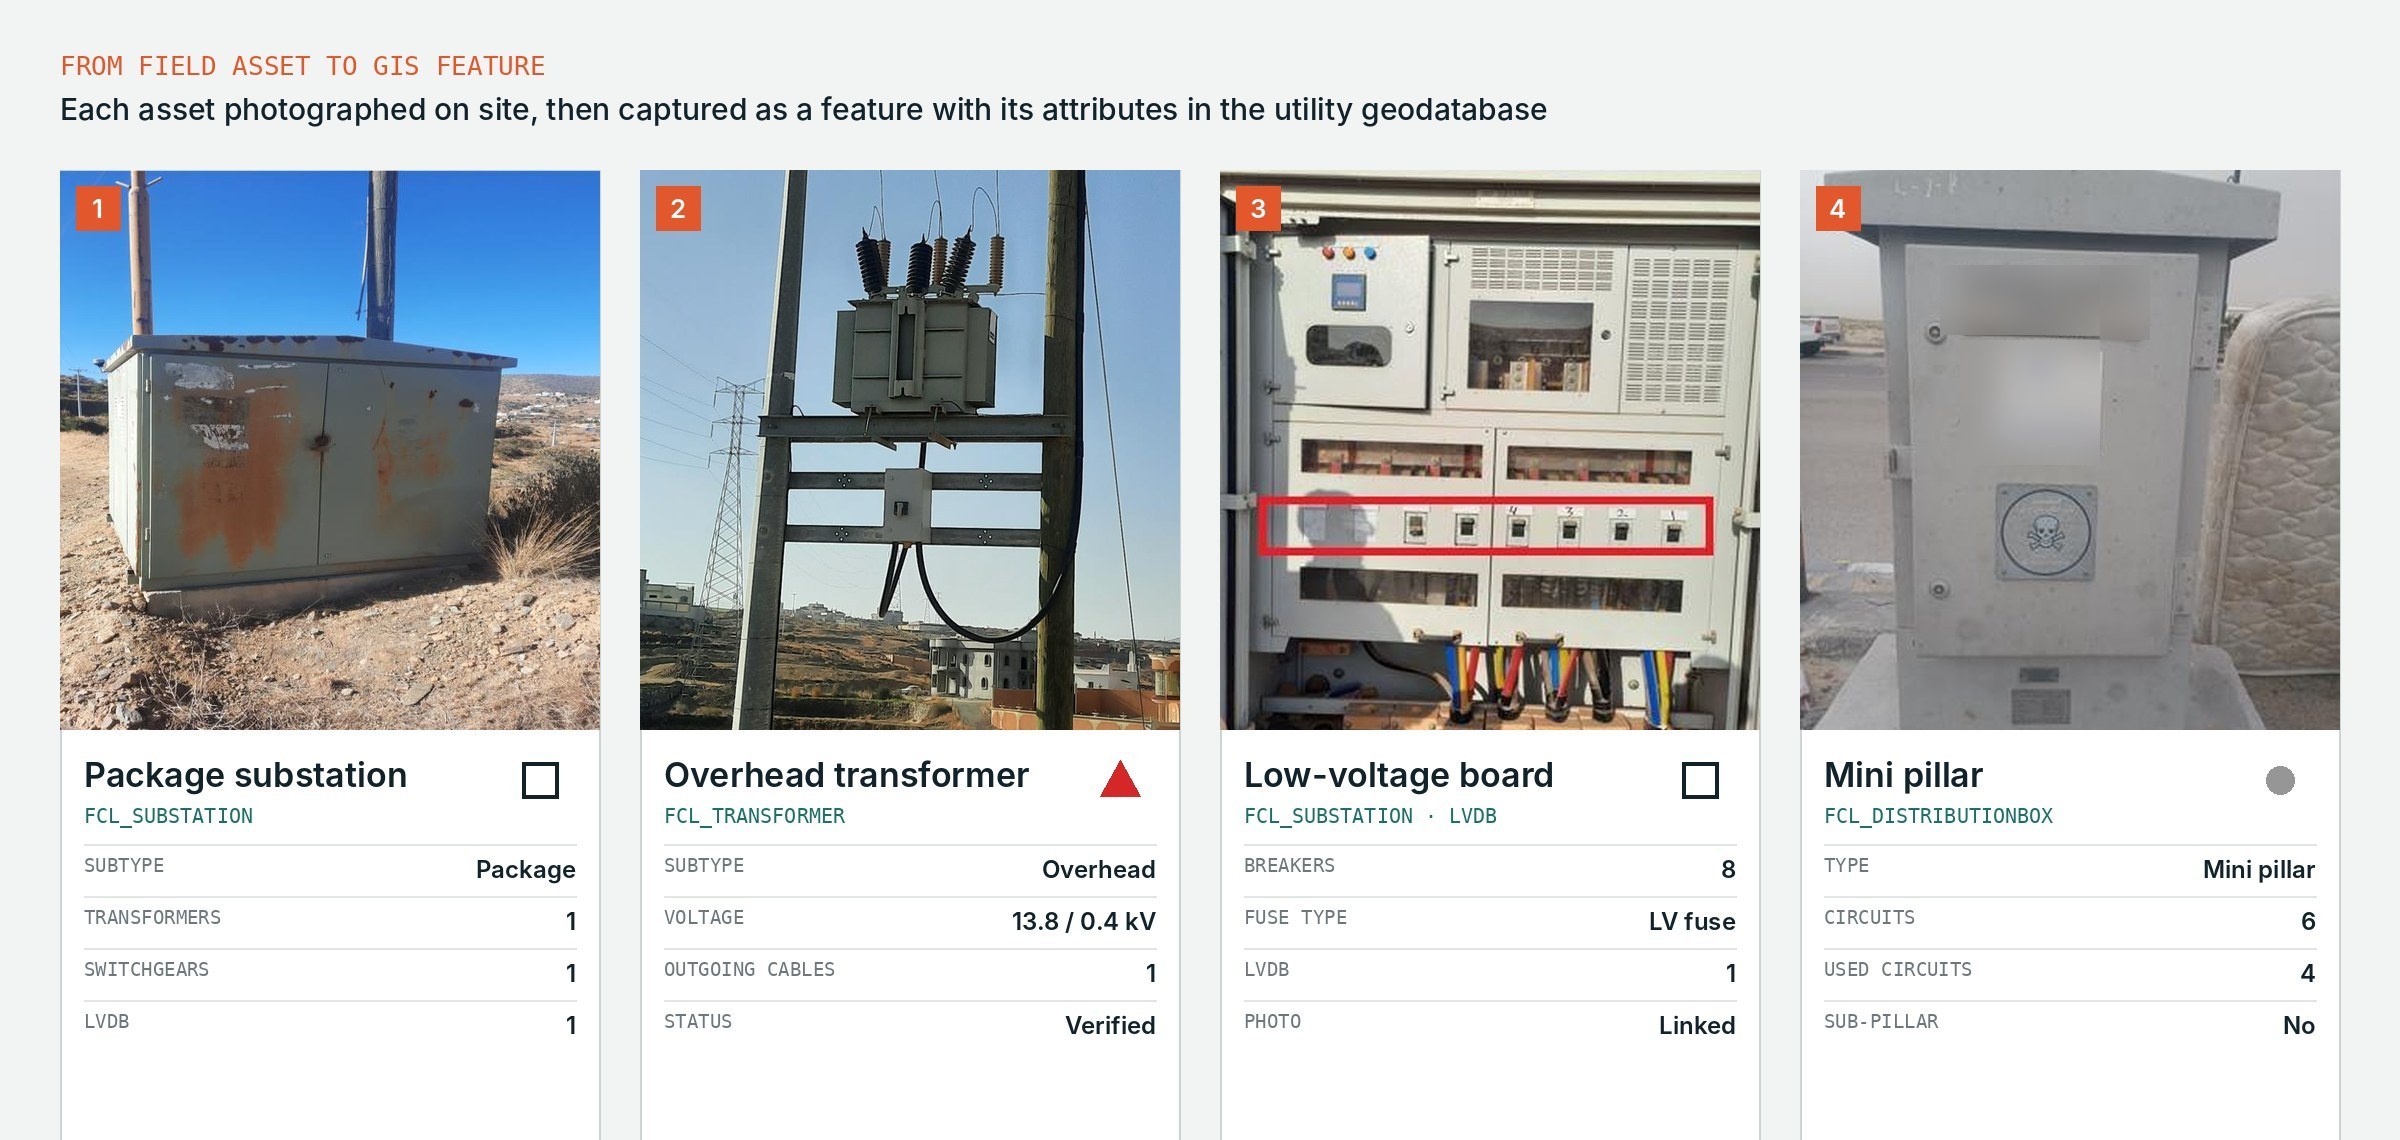 FROM FIELD ASSET TO GIS FEATURE
Each asset photographed on site, then captured as a feature with its attributes in the utility geodatabase
1
2
3
4
4 3 2 1
Package substation
FCL_SUBSTATION
SUBTYPE Package
TRANSFORMERS 1
SWITCHGEARS 1
LVDB 1
Overhead transformer
FCL_TRANSFORMER
SUBTYPE Overhead
VOLTAGE 13.8 / 0.4 kV
OUTGOING CABLES 1
STATUS Verified
Low-voltage board
FCL_SUBSTATION · LVDB
BREAKERS 8
FUSE TYPE LV fuse
LVDB 1
PHOTO Linked
Mini pillar
FCL_DISTRIBUTIONBOX
TYPE Mini pillar
CIRCUITS 6
USED CIRCUITS 4
SUB-PILLAR No